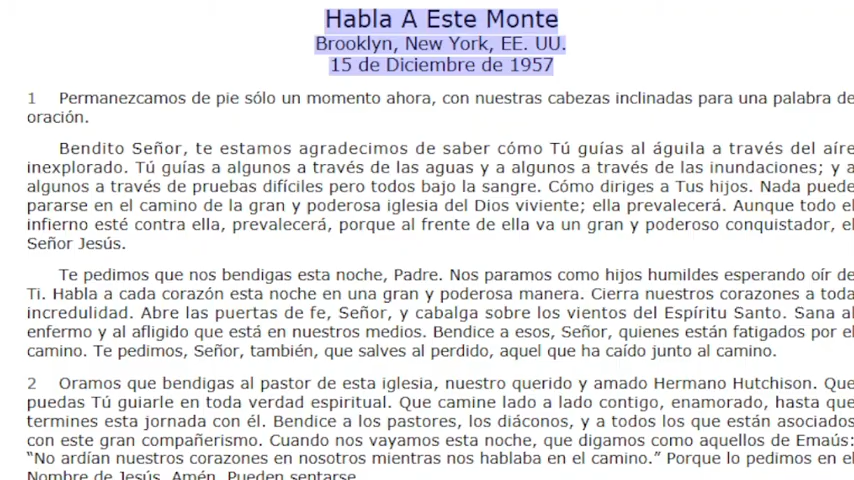 Habla A Este Monte
Brooklyn, New York, EE. UU.
15 de Diciembre de 1957
1 Permanezcamos de pie sólo un momento ahora, con nuestras cabezas inclinadas para una palabra de
oración.
Bendito Señor, te estamos agradecimos de saber cómo Tú guías al águila a través del aíre
inexplorado. Tú guías a algunos a través de las aguas y a algunos a través de las inundaciones; y a
algunos a través de pruebas difíciles pero todos bajo la sangre. Cómo diriges a Tus hijos. Nada puede
pararse en el camino de la gran y poderosa iglesia del Dios viviente; ella prevalecerá. Aunque todo el
infierno esté contra ella, prevalecerá, porque al frente de ella va un gran y poderoso conquistador, el
Señor Jesús.
Te pedimos que nos bendigas esta noche, Padre. Nos paramos como hijos humildes esperando oír de
Ti. Habla a cada corazón esta noche en una gran y poderosa manera. Cierra nuestros corazones a toda
incredulidad. Abre las puertas de fe, Señor, y cabalga sobre los vientos del Espíritu Santo. Sana al
enfermo y al afligido que está en nuestros medios. Bendice a esos, Señor, quienes están fatigados por el
camino. Te pedimos, Señor, también, que salves al perdido, aquel que ha caído junto al camino.
2 Oramos que bendigas al pastor de esta iglesia, nuestro querido y amado Hermano Hutchison. Que
puedas Tú guiarle en toda verdad espiritual. Que camine lado a lado contigo, enamorado, hasta que
termines esta jornada con él. Bendice a los pastores, los diáconos, y a todos los que están asociados
con este gran compañerismo. Cuando nos vayamos esta noche, que digamos como aquellos de Emaús:
“No ardían nuestros corazones en nosotros mientras nos hablaba en el camino.” Porque lo pedimos en el
Nombre de Jesús. Amén. Pueden sentarse.